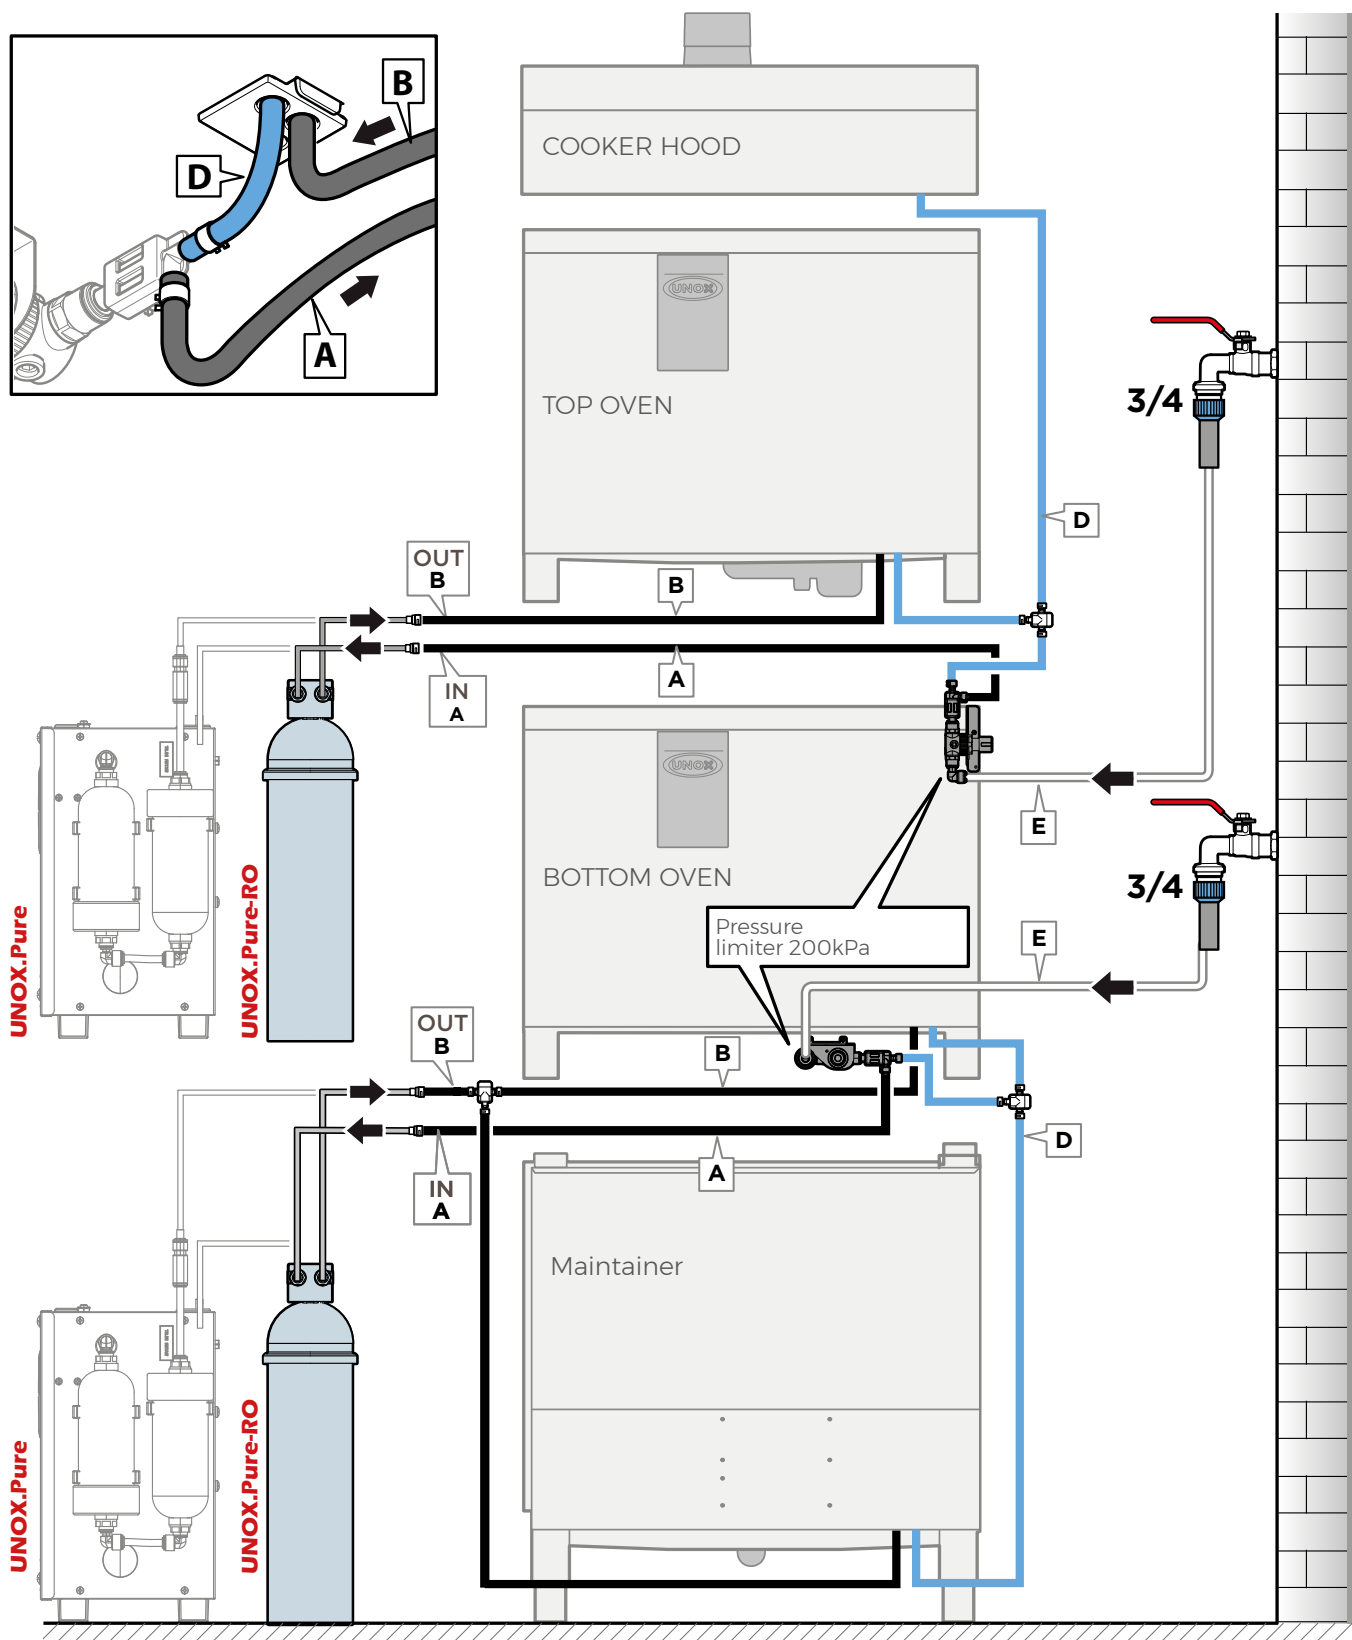 B
D
A
COOKER HOOD
UNOX
TOP OVEN
3/4
D
OUT
B
B
A
IN
A
UNOX
E
BOTTOM OVEN
3/4
Pressure
limiter 200kPa
E
UNOX.Pure
UNOX.Pure-RO
OUT
B
B
D
A
IN
A
Maintainer
UNOX.Pure
UNOX.Pure-RO